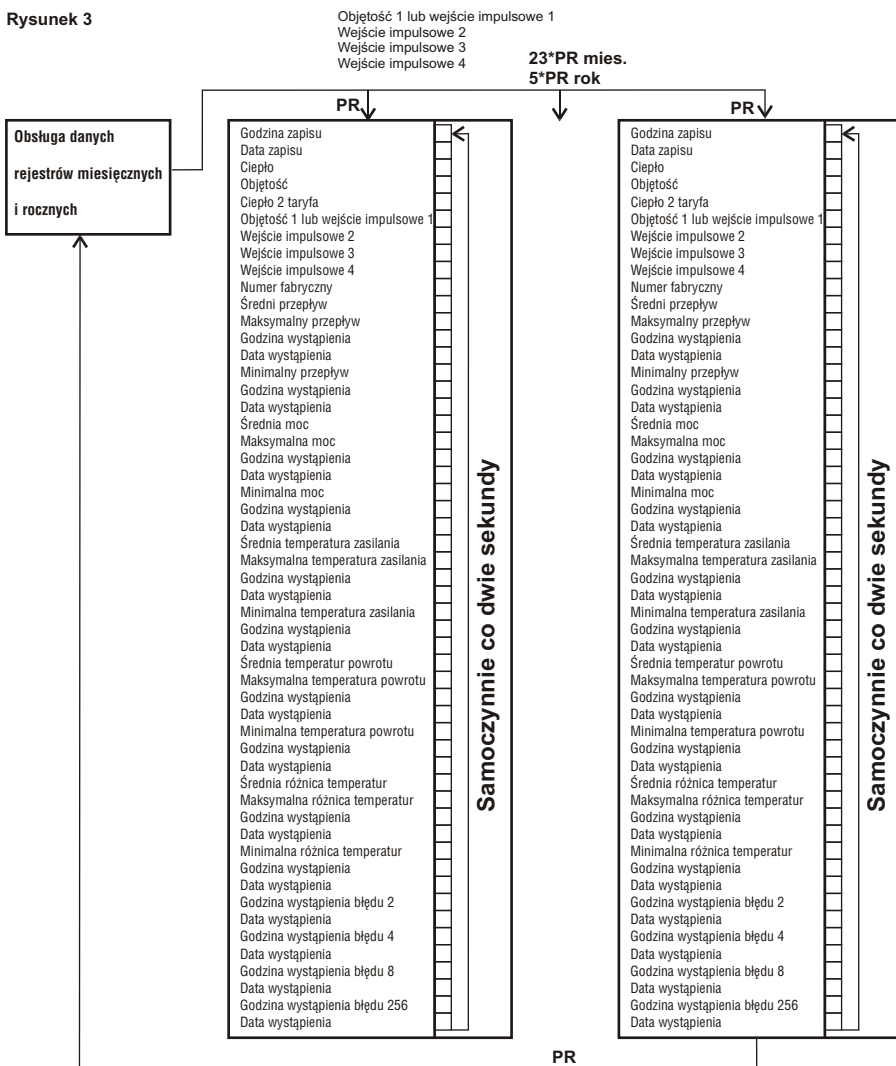 Rysunek 3
Objętość 1 lub wejście impulsowe 1
Wejście impulsowe 2
Wejście impulsowe 3
Wejście impulsowe 4
23*PR mies.
5*PR rok
PR
PR
Obsługa danych
rejestrów miesięcznych
i rocznych
Godzina zapisu
Data zapisu
Ciepło
Objętość
Ciepło 2 taryfa
Objętość 1 lub wejście impulsowe 1
Wejście impulsowe 2
Wejście impulsowe 3
Wejście impulsowe 4
Numer fabryczny
Średni przepływ
Maksymalny przepływ
Godzina wystąpienia
Data wystąpienia
Minimalny przepływ
Godzina wystąpienia
Data wystąpienia
Średnia moc
Maksymalna moc
Godzina wystąpienia
Data wystąpienia
Minimalna moc
Godzina wystąpienia
Data wystąpienia
Średnia temperatura zasilania
Maksymalna temperatura zasilania
Godzina wystąpienia
Data wystąpienia
Minimalna temperatura zasilania
Godzina wystąpienia
Data wystąpienia
Średnia temperatur powrotu
Maksymalna temperatura powrotu
Godzina wystąpienia
Data wystąpienia
Minimalna temperatura powrotu
Godzina wystąpienia
Data wystąpienia
Średnia różnica temperatur
Maksymalna różnica temperatur
Godzina wystąpienia
Data wystąpienia
Minimalna różnica temperatur
Godzina wystąpienia
Data wystąpienia
Godzina wystąpienia błędu 2
Data wystąpienia
Godzina wystąpienia błędu 4
Data wystąpienia
Godzina wystąpienia błędu 8
Data wystąpienia
Godzina wystąpienia błędu 256
Data wystąpienia
Samoczynnie co dwie sekundy
Godzina zapisu
Data zapisu
Ciepło
Objętość
Ciepło 2 taryfa
Objętość 1 lub wejście impulsowe 1
Wejście impulsowe 2
Wejście impulsowe 3
Wejście impulsowe 4
Numer fabryczny
Średni przepływ
Maksymalny przepływ
Godzina wystąpienia
Data wystąpienia
Minimalny przepływ
Godzina wystąpienia
Data wystąpienia
Średnia moc
Maksymalna moc
Godzina wystąpienia
Data wystąpienia
Minimalna moc
Godzina wystąpienia
Data wystąpienia
Średnia temperatura zasilania
Maksymalna temperatura zasilania
Godzina wystąpienia
Data wystąpienia
Minimalna temperatura zasilania
Godzina wystąpienia
Data wystąpienia
Średnia temperatur powrotu
Maksymalna temperatura powrotu
Godzina wystąpienia
Data wystąpienia
Minimalna temperatura powrotu
Godzina wystąpienia
Data wystąpienia
Średnia różnica temperatur
Maksymalna różnica temperatur
Godzina wystąpienia
Data wystąpienia
Minimalna różnica temperatur
Godzina wystąpienia
Data wystąpienia
Godzina wystąpienia błędu 2
Data wystąpienia
Godzina wystąpienia błędu 4
Data wystąpienia
Godzina wystąpienia błędu 8
Data wystąpienia
Godzina wystąpienia błędu 256
Data wystąpienia
Samoczynnie co dwie sekundy
PR